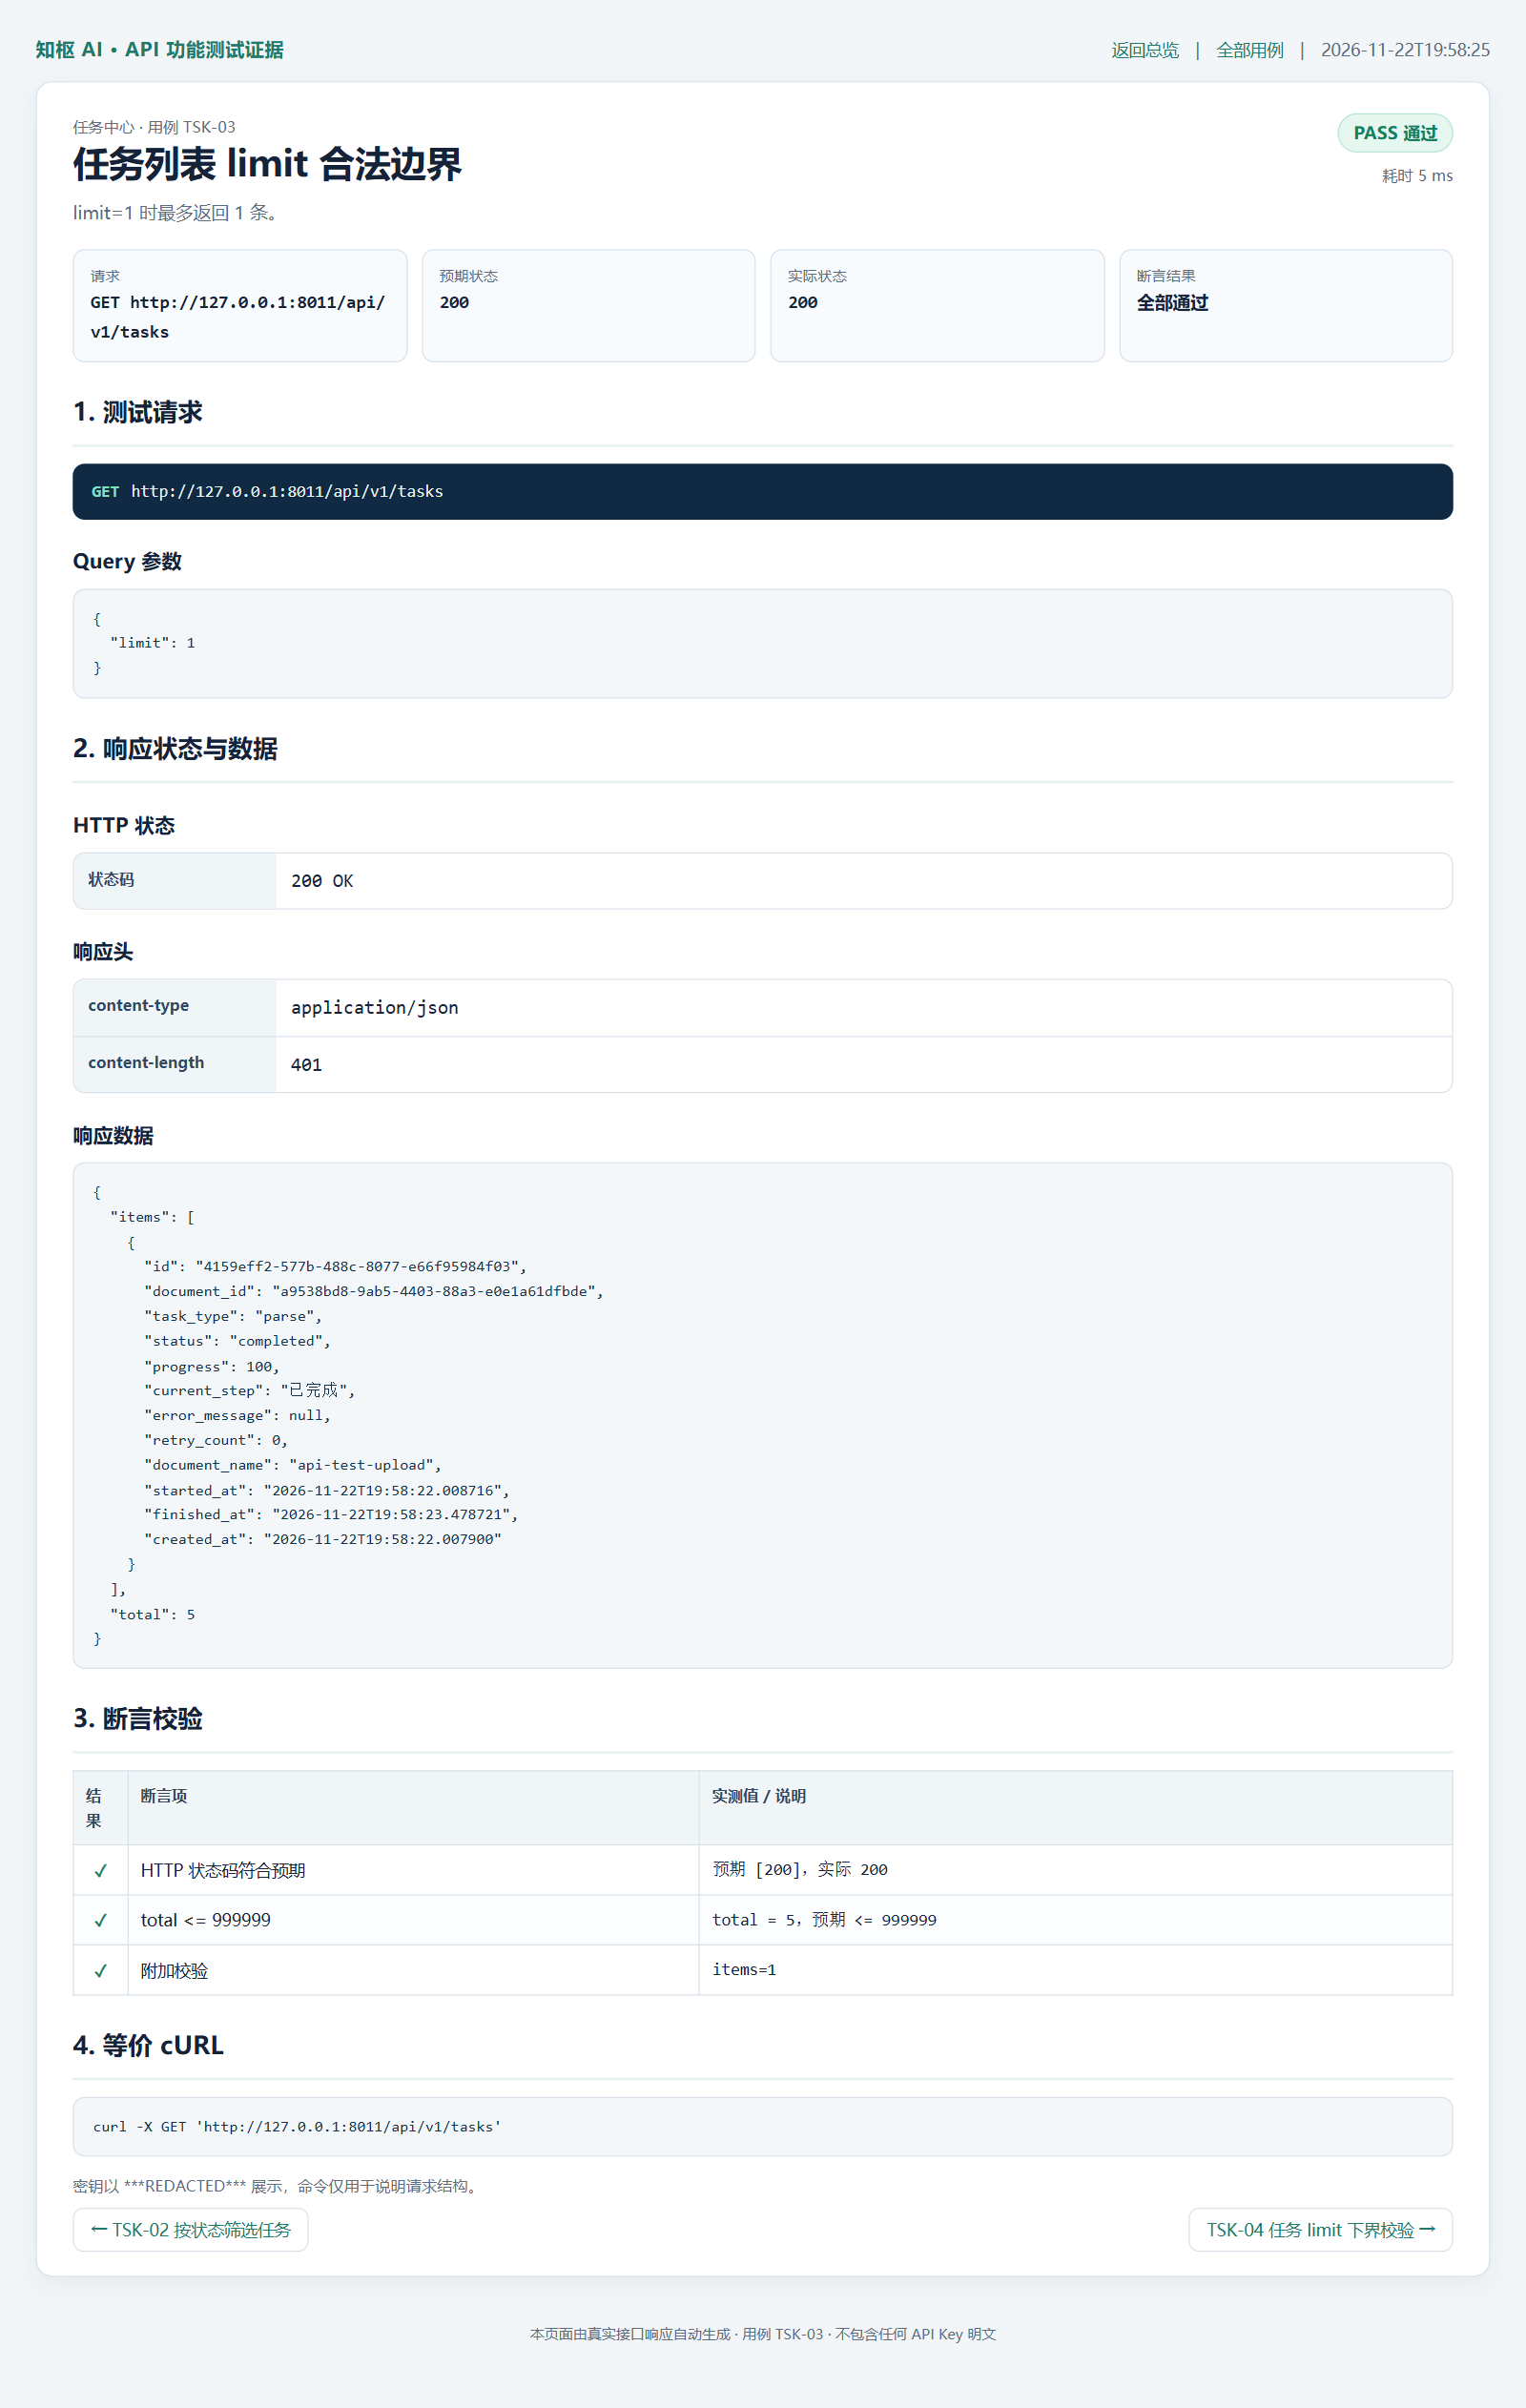 知枢 AI · API 功能测试证据
返回总览 | 全部用例 | 2026-11-22T19:58:25
任务中心 · 用例 TSK-03
任务列表 limit 合法边界
limit=1 时最多返回 1 条。
PASS 通过
耗时 5 ms
请求
GET http://127.0.0.1:8011/api/
v1/tasks
预期状态
200
实际状态
200
断言结果
全部通过
1. 测试请求
GET http://127.0.0.1:8011/api/v1/tasks
Query 参数
{
  "limit": 1
}
2. 响应状态与数据
HTTP 状态
状态码 200 OK
响应头
content-type application/json
content-length 401
响应数据
{
  "items": [
    {
      "id": "4159eff2-577b-488c-8077-e66f95984f03",
      "document_id": "a9538bd8-9ab5-4403-88a3-e0e1a61dfbde",
      "task_type": "parse",
      "status": "completed",
      "progress": 100,
      "current_step": "已完成",
      "error_message": null,
      "retry_count": 0,
      "document_name": "api-test-upload",
      "started_at": "2026-11-22T19:58:22.008716",
      "finished_at": "2026-11-22T19:58:23.478721",
      "created_at": "2026-11-22T19:58:22.007900"
    }
  ],
  "total": 5
}
3. 断言校验
结果 断言项 实测值 / 说明
✓ HTTP 状态码符合预期 预期 [200]，实际 200
✓ total <= 999999 total = 5，预期 <= 999999
✓ 附加校验 items=1
4. 等价 cURL
curl -X GET 'http://127.0.0.1:8011/api/v1/tasks'
密钥以 ***REDACTED*** 展示，命令仅用于说明请求结构。
← TSK-02 按状态筛选任务
TSK-04 任务 limit 下界校验 →
本页面由真实接口响应自动生成 · 用例 TSK-03 · 不包含任何 API Key 明文